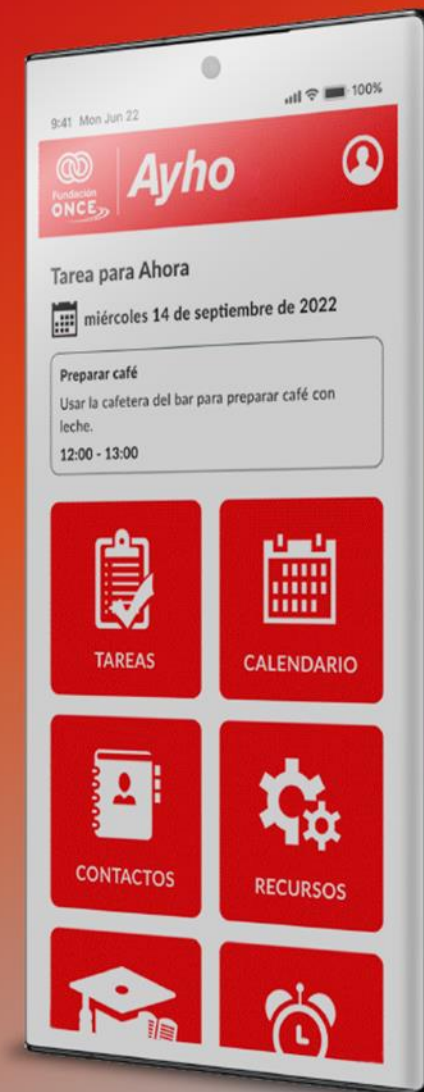 9:41 Mon Jun 22
100%
Fundación
ONCE
Ayho
Tarea para Ahora
miércoles 14 de septiembre de 2022
Preparar café
Usar la cafetera del bar para preparar café con
leche.
12:00 - 13:00
TAREAS
CALENDARIO
CONTACTOS
RECURSOS